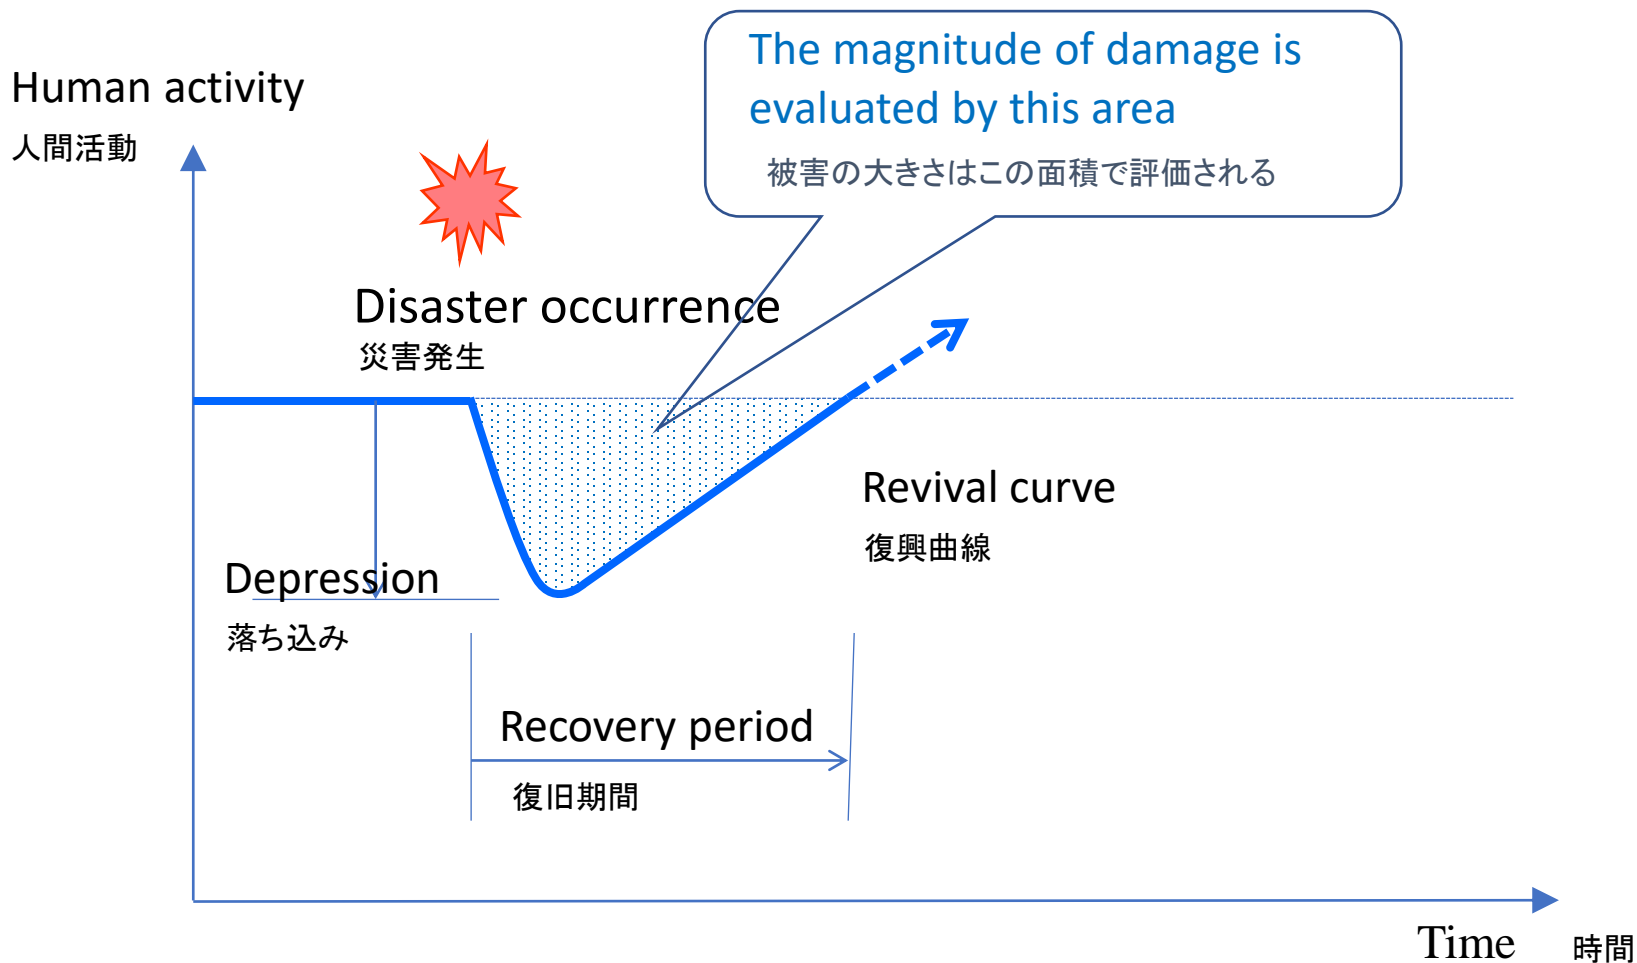 The magnitude of damage is
evaluated by this area
被害の大きさはこの面積で評価される
Human activity
人間活動
Disaster occurrence
災害発生
Revival curve
復興曲線
Depression
落ち込み
Recovery period
復旧期間
Time
時間